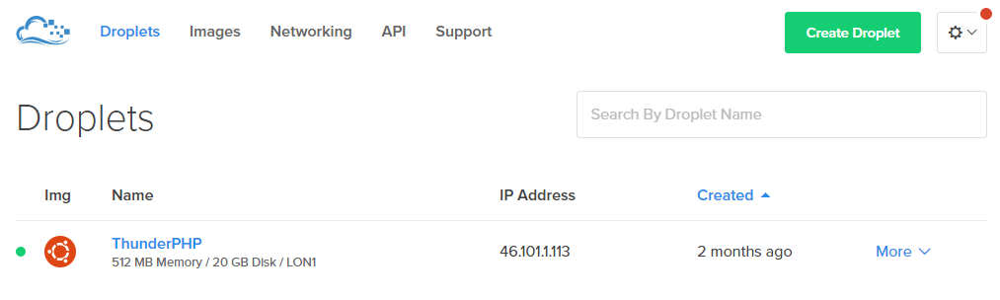 Droplets Images Networking API Support Create Droplet
Droplets Search By Droplet Name
Img Name IP Address Created
ThunderPHP 46.101.1.113 2 months ago More
512 MB Memory / 20 GB Disk / LON1